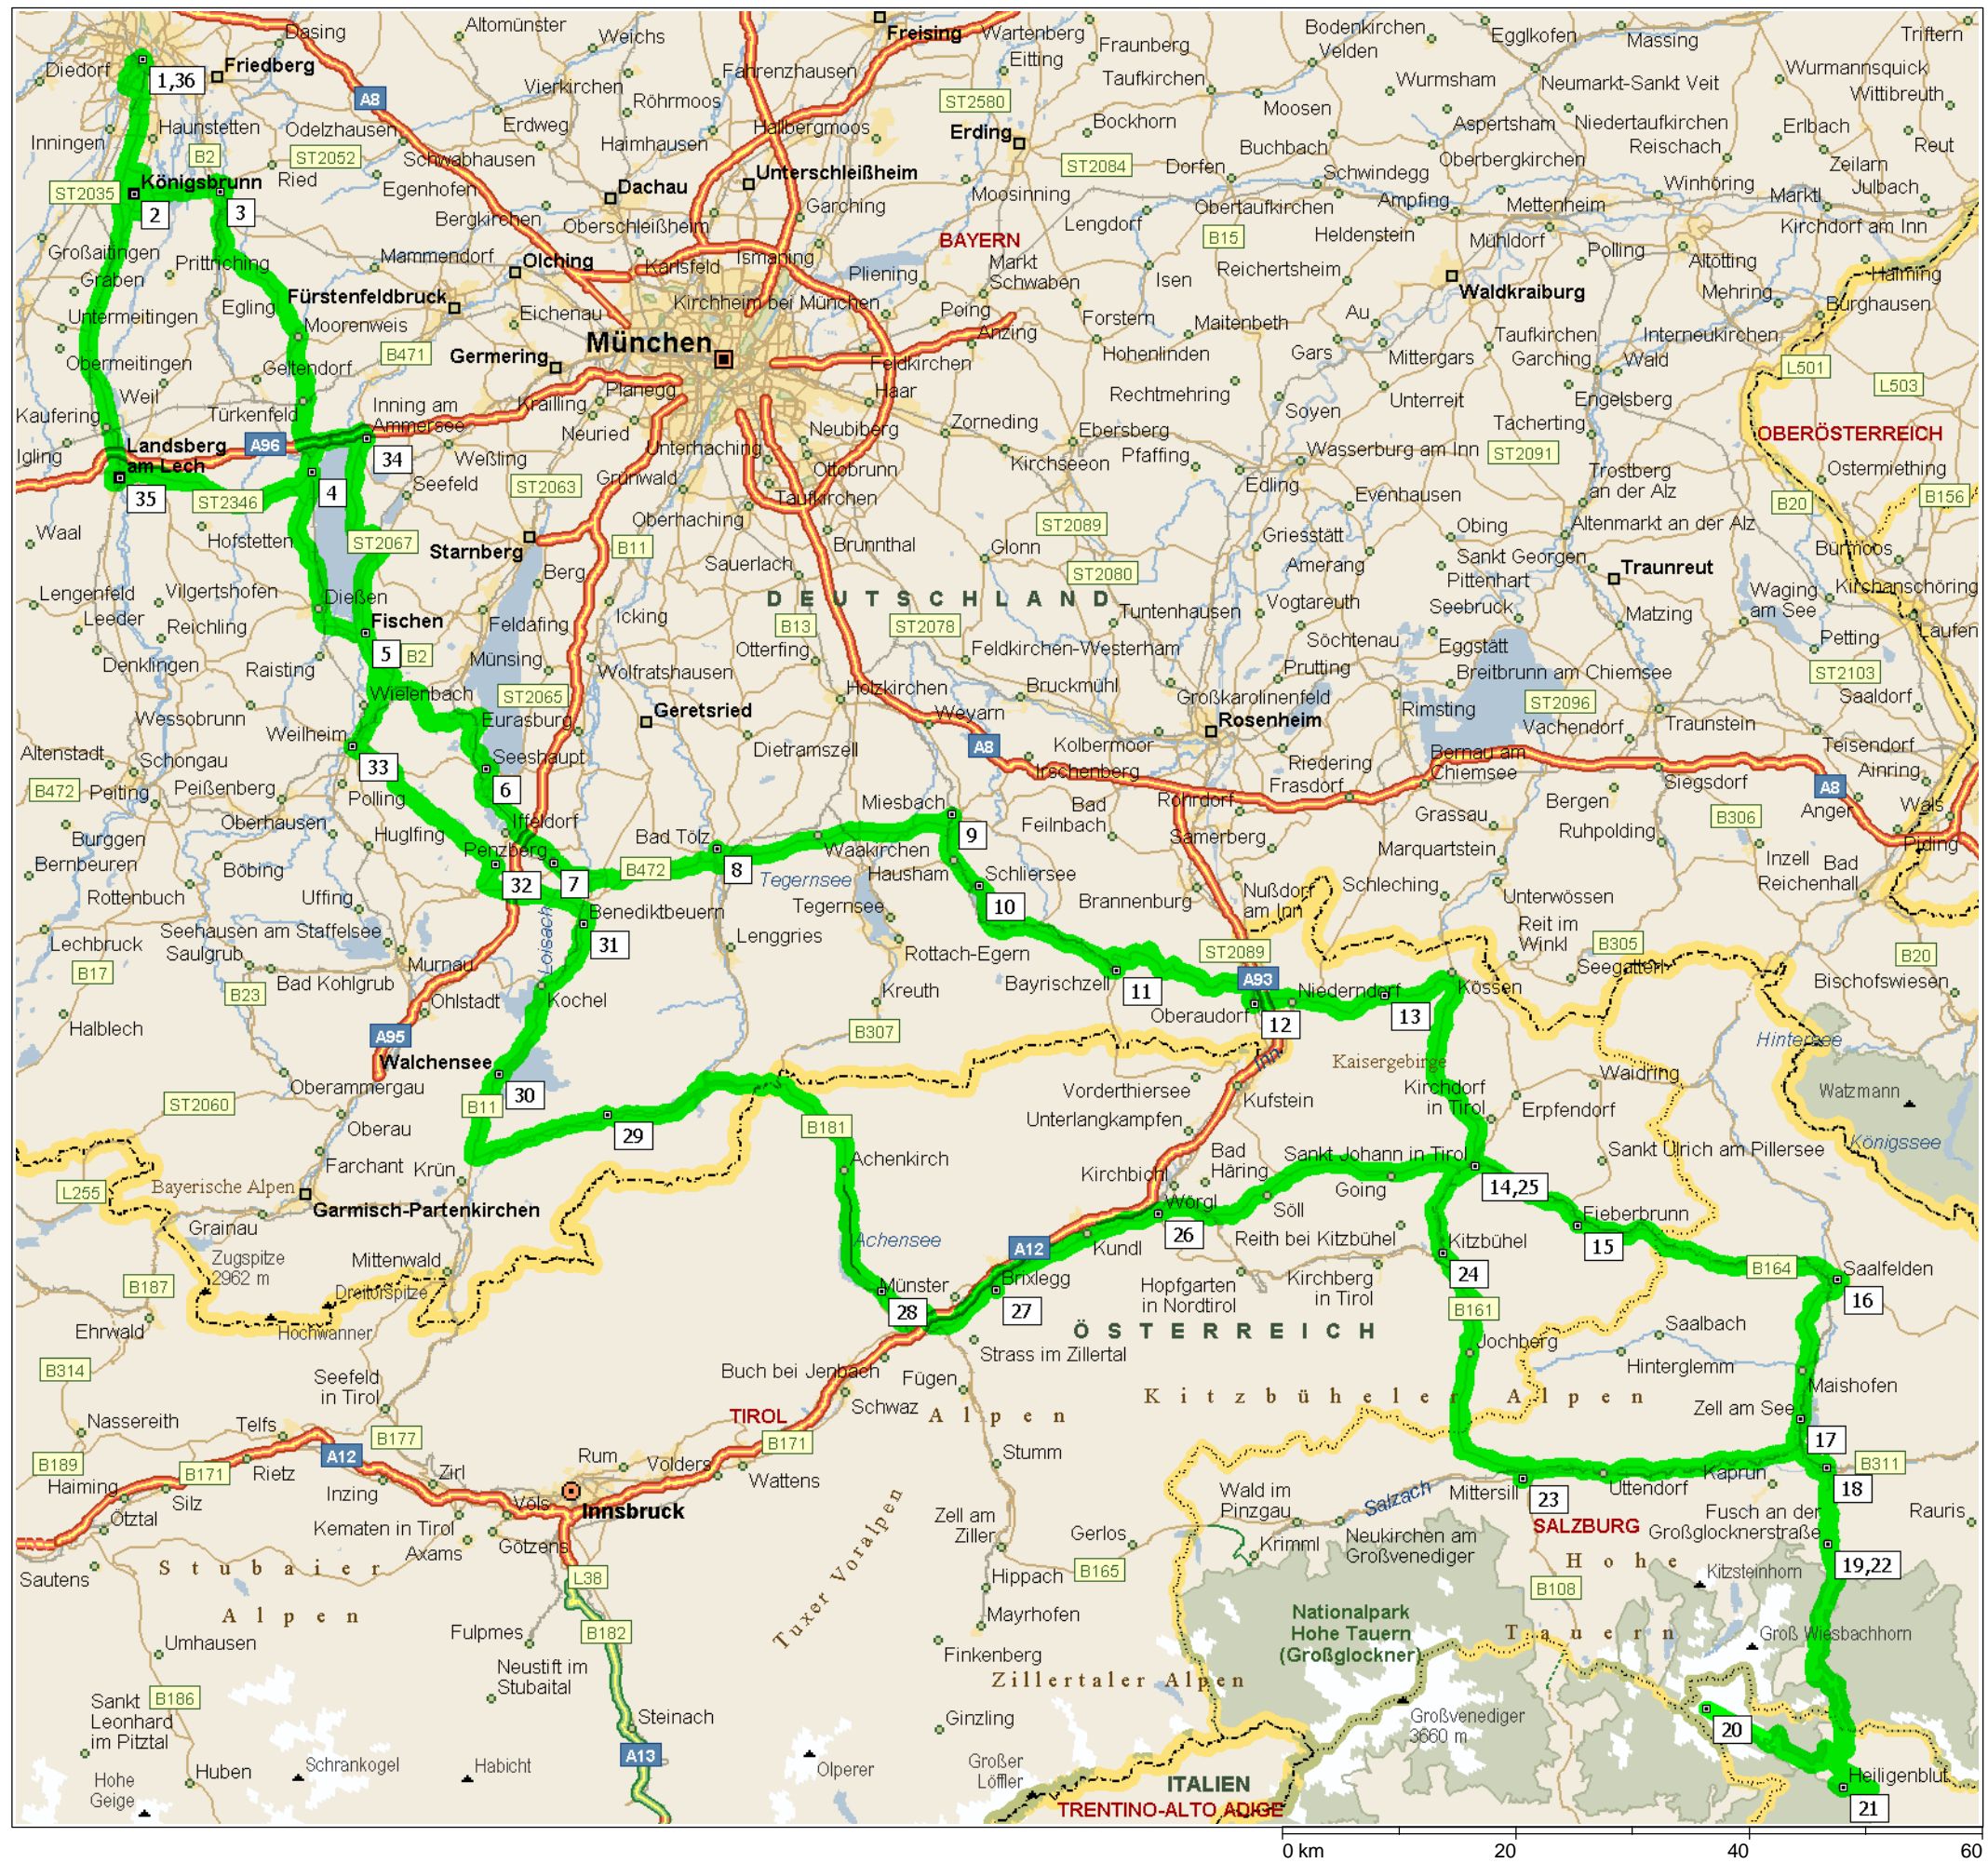 Dasing
Altomünster
Weichs
Freising
Wartenberg
Fraunberg
Bodenkirchen
Velden
Egglkofen
Massing
Triftern
Diedorf
1,36
Friedberg
A8
Vierkirchen
Fahrenzhausen
Eitting
Taufkirchen
Wurmsham
Neumarkt-Sankt Veit
Wurmannsquick
Wittibreuth
Röhrmoos
ST2580
Moosen
Inningen
Haunstetten
Odelzhausen
Erdweg
Haimhausen
Hallbergmoos
Erding
Bockhorn
Buchbach
Aspertsham
Niedertaufkirchen
Reischach
Erlbach
Reut
B2
ST2052
Schwabhausen
ST2084
Dorfen
Oberbergkirchen
Zeilarn
ST2035
Königsbrunn
Ried
Egenhofen
Dachau
Unterschleißheim
Moosinning
Schwindegg
Winhöring
Marktl
Julbach
2
3
Bergkirchen
Oberschleißheim
Garching
Lengdorf
Obertaufkirchen
Ampfing
Mettenheim
Kirchdorf am Inn
Großaitingen
Mammendorf
BAYERN
B15
Heldenstein
Mühldorf
Polling
Prittriching
Olching
Karlsfeld
Ismaning
Pliening
Markt
Schwaben
Isen
Reichertsheim
Altötting
Haiming
Graben
Egling
Fürstenfeldbruck
Kirchheim bei München
Waldkraiburg
Mehring
Burghausen
Untermeitingen
Moorenweis
Eichenau
Poing
Anzing
Forstern
Maitenbeth
Au
Taufkirchen
Interneukirchen
München
B471
Germering
Hohenlinden
Gars
Mittergars
Garching
Wald
L501
Obermeitingen
Geltendorf
Feldkirchen
L503
Weil
Planegg
Haar
Rechtmehring
Unterreit
Engelsberg
Kaufering
Türkenfeld
Inning am
Ammersee
Krailling
Soyen
Tacherting
Neuried
Neubiberg
Zorneding
Ebersberg
OBERÖSTERREICH
Landsberg
am Lech
A96
Unterhaching
Pfaffing
Wasserburg am Inn
ST2091
Igling
34
Weßling
Ottobrunn
Kirchseeon
Trostberg
an der Alz
Ostermiething
35
ST2346
4
Seefeld
ST2063
Grünwald
Taufkirchen
Edling
Evenhausen
B20
B156
Waal
Hofstetten
ST2067
Starnberg
Oberhaching
ST2089
Griesstätt
Obing
Altenmarkt an der Alz
B11
Brunnthal
Glonn
Sankt Georgen
Bürmoos
Berg
Sauerlach
ST2080
Amerang
Pittenhart
Traunreut
Kirchanschöring
Lengenfeld
Vilgertshofen
Dießen
DEUTSCHLAND
Tuntenhausen
Vogtareuth
Seebruck
Waging
am See
Leeder
Reichling
Fischen
Feldafing
Icking
B13
ST2078
Matzing
Laufen
5
B2
Söchtenau
Eggstätt
Petting
Denklingen
Raisting
Münsing
Wolfratshausen
Otterfing
Feldkirchen-Westerham
Prutting
Breitbrunn am Chiemsee
ST2103
Wielenbach
ST2065
Holzkirchen
Bruckmühl
Großkarolinenfeld
Saaldorf
Wessobrunn
Eurasburg
Geretsried
Weyarn
Rosenheim
Rimsting
ST2096
Vachendorf
Traunstein
Weilheim
Dietramszell
A8
Kolbermoor
Bernau am
Chiemsee
Teisendorf
Altenstadt
Schongau
Seeshaupt
Irschenberg
Riedering
Siegsdorf
Ainring
33
6
B472
Peiting
Peißenberg
Polling
Miesbach
Bad
Feilnbach
Rohrdorf
Frasdorf
Bergen
A8
Anger
Wals
Oberhausen
Iffeldorf
Grassau
Burggen
Huglfing
Bad Tölz
9
Samerberg
Ruhpolding
B306
Penzberg
Waakirchen
Marquartstein
Piding
Bernbeuren
Böbing
B472
8
Hausham
Inzell
Bad
Reichenhall
32
7
Tegernsee
Schliersee
Nußdorf
am Inn
Schleching
Rottenbuch
Uffing
Tegernsee
10
Brannenburg
Unterwössen
Benediktbeuern
Seehausen am Staffelsee
Reit im
Winkl
Lechbruck
Saulgrub
31
Lenggries
Rottach-Egern
ST2089
B305
B20
B17
Murnau
Loisach
Bayrischzell
A93
Seegatterl
Bad Kohlgrub
Bischofswiesen
B23
Ohlstadt
Kochel
Kreuth
11
Niederndorf
Kössen
Oberaudorf
13
Halblech
12
A95
B307
Walchensee
Inn
Kaisergebirge
Hintersee
Oberammergau
30
Vorderthiersee
Kirchdorf
in Tirol
Waidring
Watzmann
ST2060
B11
Kufstein
Erpfendorf
Unterlangkampfen
Oberau
29
B181
Königssee
Bad
Häring
Sankt Johann in Tirol
Sankt Ulrich am Pillersee
Farchant
Krün
Achenkirch
Kirchbichl
L255
Bayerische Alpen
Going
14,25
Garmisch-Partenkirchen
Wörgl
Söll
Fieberbrunn
Grainau
26
15
Achensee
A12
Kundl
Reith bei Kitzbühel
Kitzbühel
Zugspitze
2962 m
Mittenwald
B164
Saalfelden
B187
Münster
Brixlegg
Hopfgarten
in Nordtirol
Kirchberg
in Tirol
24
Dreitorspitze
28
27
16
Ehrwald
Hochwanner
B161
ÖSTERREICH
Saalbach
Strass im Zillertal
Jochberg
Hinterglemm
B314
Buch bei Jenbach
Seefeld
in Tirol
Fügen
Maishofen
Kitzbüheler Alpen
Nassereith
Telfs
TIROL
Schwaz
Alpen
Zell am See
B177
B171
17
B189
A12
Rum
Stumm
B171
Rietz
Zirl
Volders
Wattens
Kaprun
B311
Haiming
Inzing
Wald im
Pinzgau
Salzach
Mittersill
Uttendorf
18
Silz
Völs
Innsbruck
23
Ötztal
Kematen in Tirol
Zell am
Ziller
Fusch an der
Großglocknerstraße
Rauris
Gerlos
SALZBURG
Axams
Götzens
Krimml
Neukirchen am
Großvenediger
Stubaier
Alpen
Hohe
Tauern
19,22
Sautens
L38
B165
Kitzsteinhorn
Hippach
B108
Tuxer Voralpen
Mayrhofen
Nationalpark
Hohe Tauern
(Großglockner)
Umhausen
Fulpmes
B182
Groß Wiesbachhorn
Finkenberg
Neustift im
Stubaital
Zillertaler Alpen
Sankt
Leonhard
im Pitztal
B186
Steinach
Ginzling
Großvenediger
3660 m
20
A13
Huben
Schrankogel
Habicht
Olperer
Großer
Löffler
Hohe
Geige
ITALIEN
Heiligenblut
TRENTINO-ALTO ADIGE
21
0 km
20
40
60